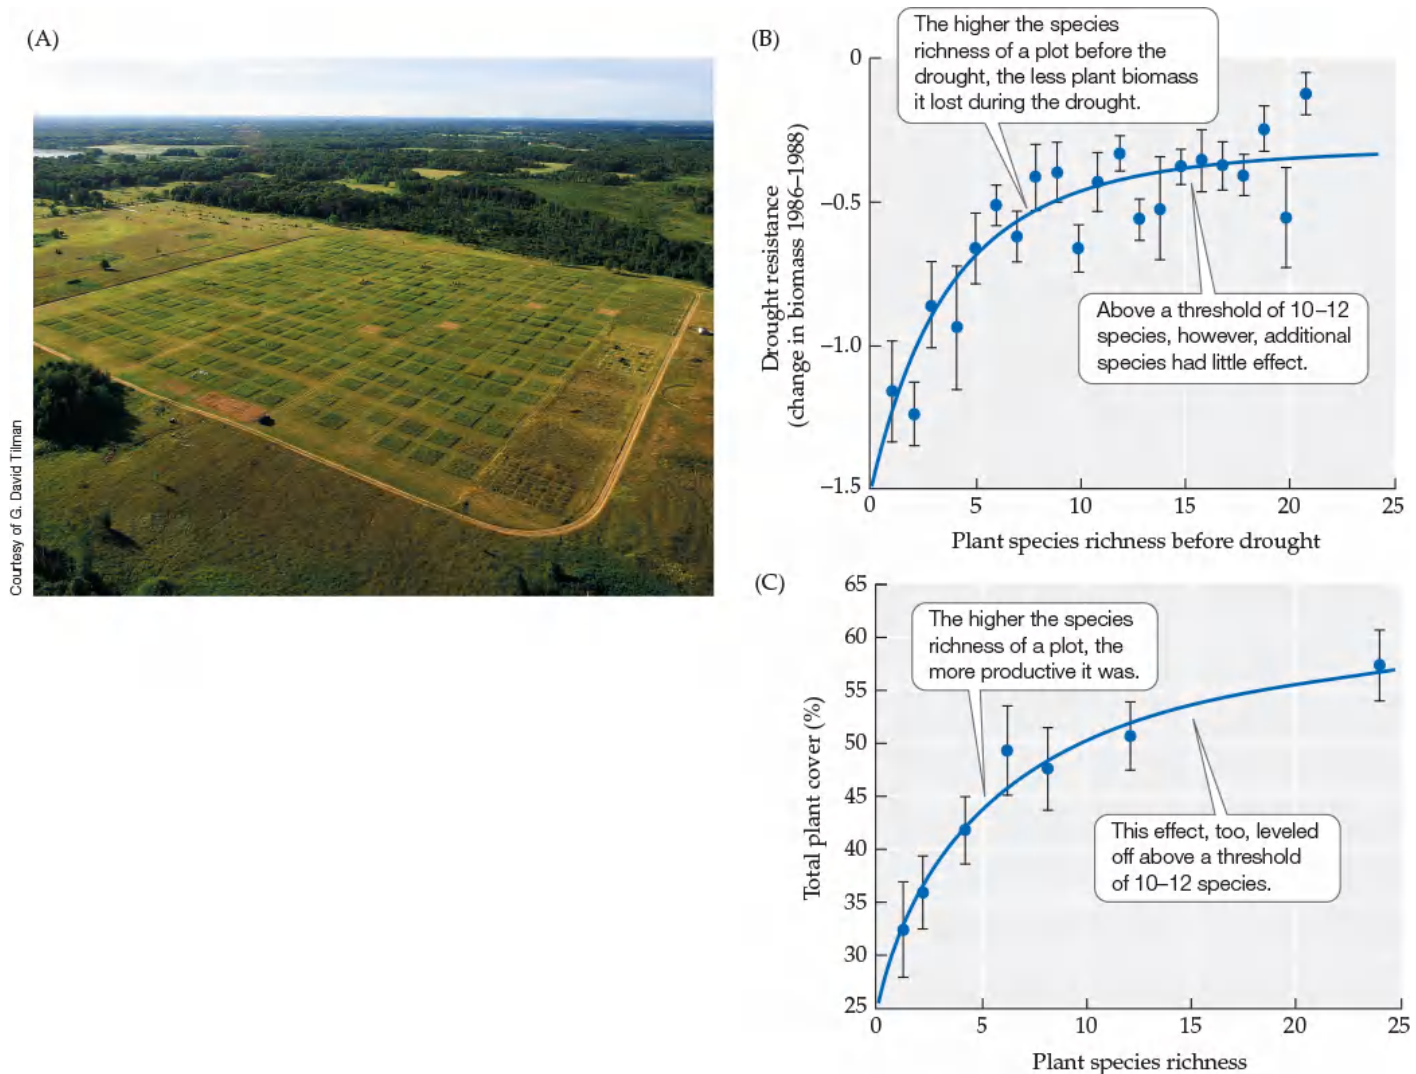 (A)
Courtesy of G. David Tilman
(B)
The higher the species
richness of a plot before the
drought, the less plant biomass
it lost during the drought.
Above a threshold of 10–12
species, however, additional
species had little effect.
Drought resistance
(change in biomass 1986–1988)
0
–0.5
–1.0
–1.5
0 5 10 15 20 25
Plant species richness before drought
(C)
The higher the species
richness of a plot, the
more productive it was.
This effect, too, leveled
off above a threshold
of 10–12 species.
Total plant cover (%)
65
60
55
50
45
40
35
30
25
0 5 10 15 20 25
Plant species richness